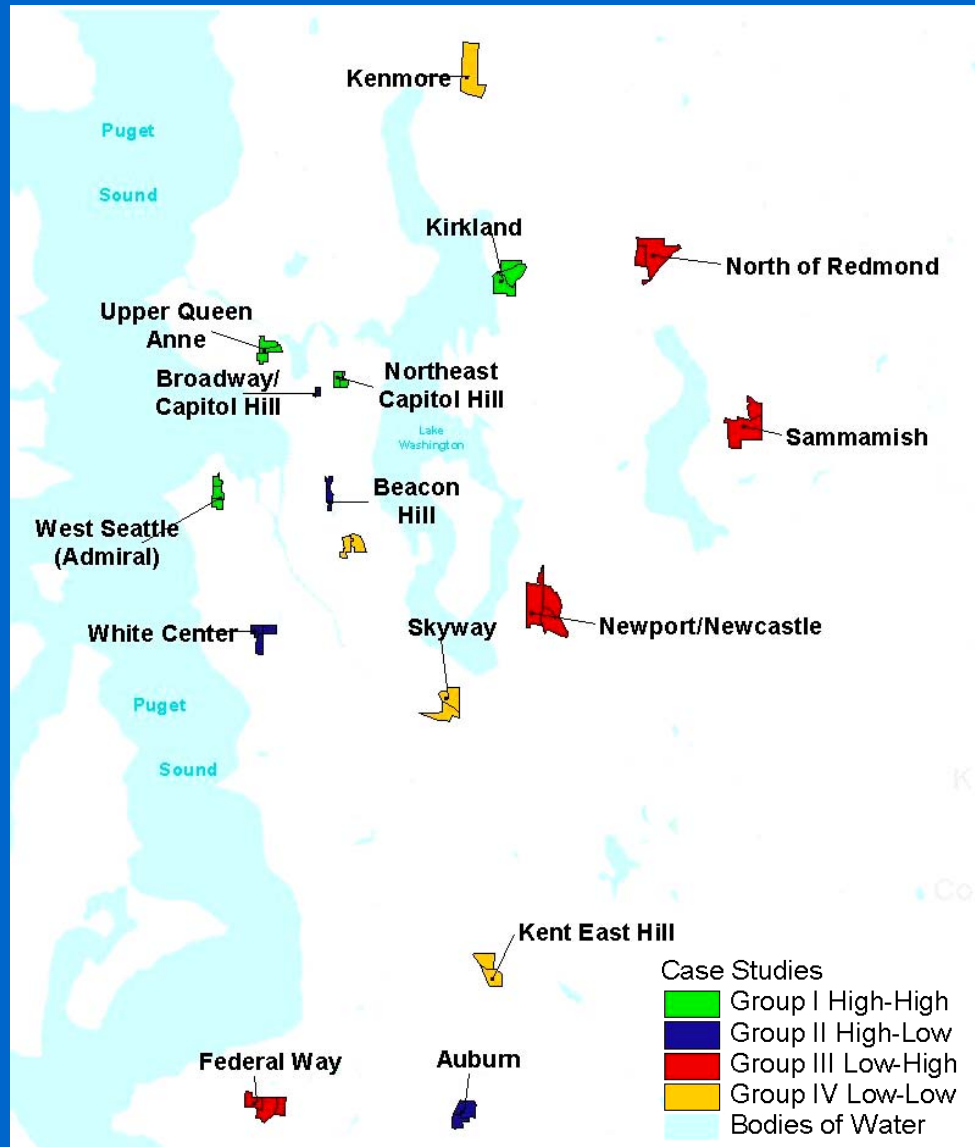 Kenmore
Puget
Sound
Kirkland
North of Redmond
Upper Queen
Anne
Broadway/
Capitol Hill
Northeast
Capitol Hill
Lake
Washington
Sammamish
Beacon
Hill
West Seattle
(Admiral)
White Center
Skyway
Newport/Newcastle
Puget
Sound
K
Co
Kent East Hill
Federal Way
Auburn
Case Studies
Group I High-High
Group II High-Low
Group III Low-High
Group IV Low-Low
Bodies of Water